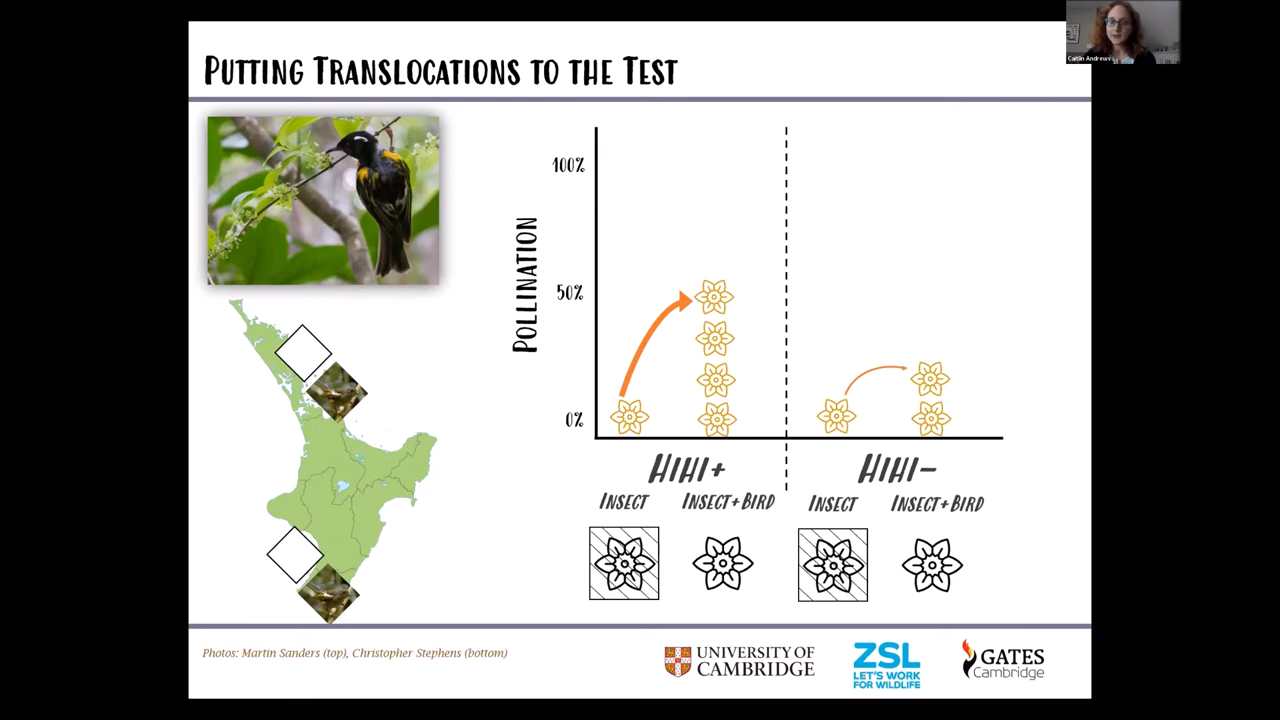 Caitlin Andrews
PUTTING TRANSLOCATIONS TO THE TEST
100%
50%
0%
POLLINATION
HIHI+
HIHI-
INSECT
INSECT+BIRD
INSECT
INSECT+BIRD
Photos: Martin Sanders (top), Christopher Stephens (bottom)
UNIVERSITY OF
CAMBRIDGE
ZSL
LET'S WORK
FOR WILDLIFE
GATES
Cambridge